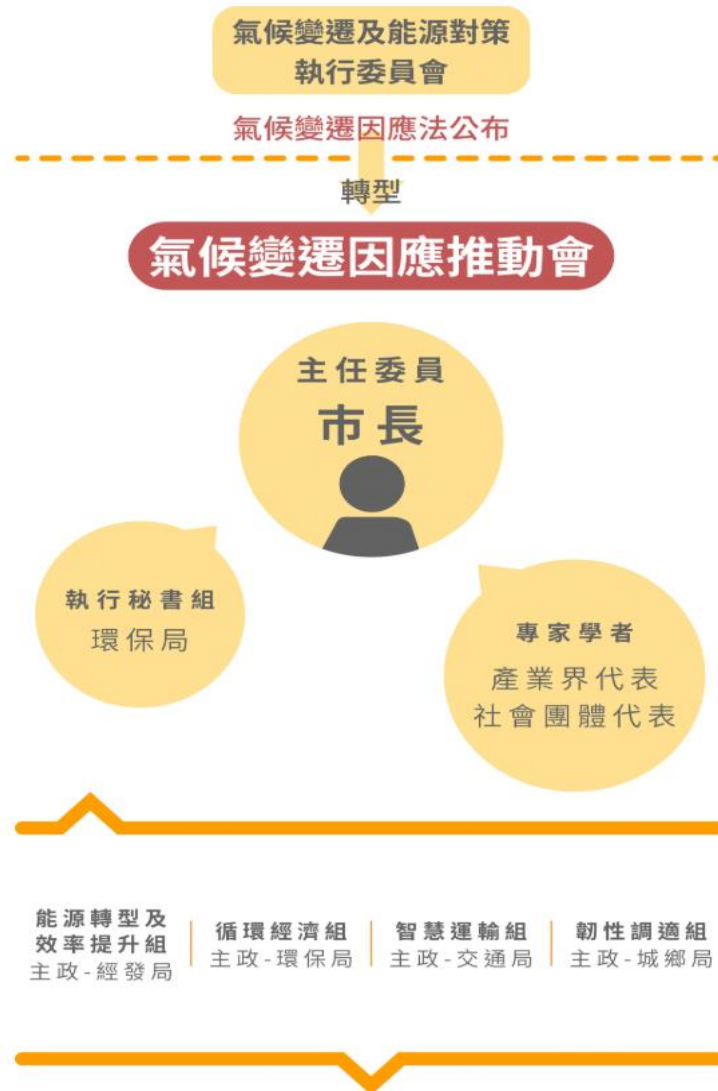 氣候變遷及能源對策
執行委員會
氣候變遷因應法公布
轉型
氣候變遷因應推動會
主任委員
市長
執行秘書組
環保局
專家學者
產業界代表
社會團體代表
能源轉型及
效率提升組
主政-經發局
循環經濟組
主政-環保局
智慧運輸組
主政-交通局
韌性調適組
主政-城鄉局